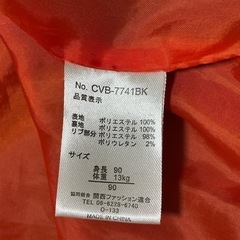 No. CVB-7741BK
品質表示
表地 ポリエステル 100%
裏地 ポリエステル 100%
リブ部分 ポリエステル 98%
ポリウレタン 2%
サイズ
身長 90
体重 13kg
90
協同組合 関西ファッション連合
TEL 06-6228-6740
O-133
MADE IN CHINA